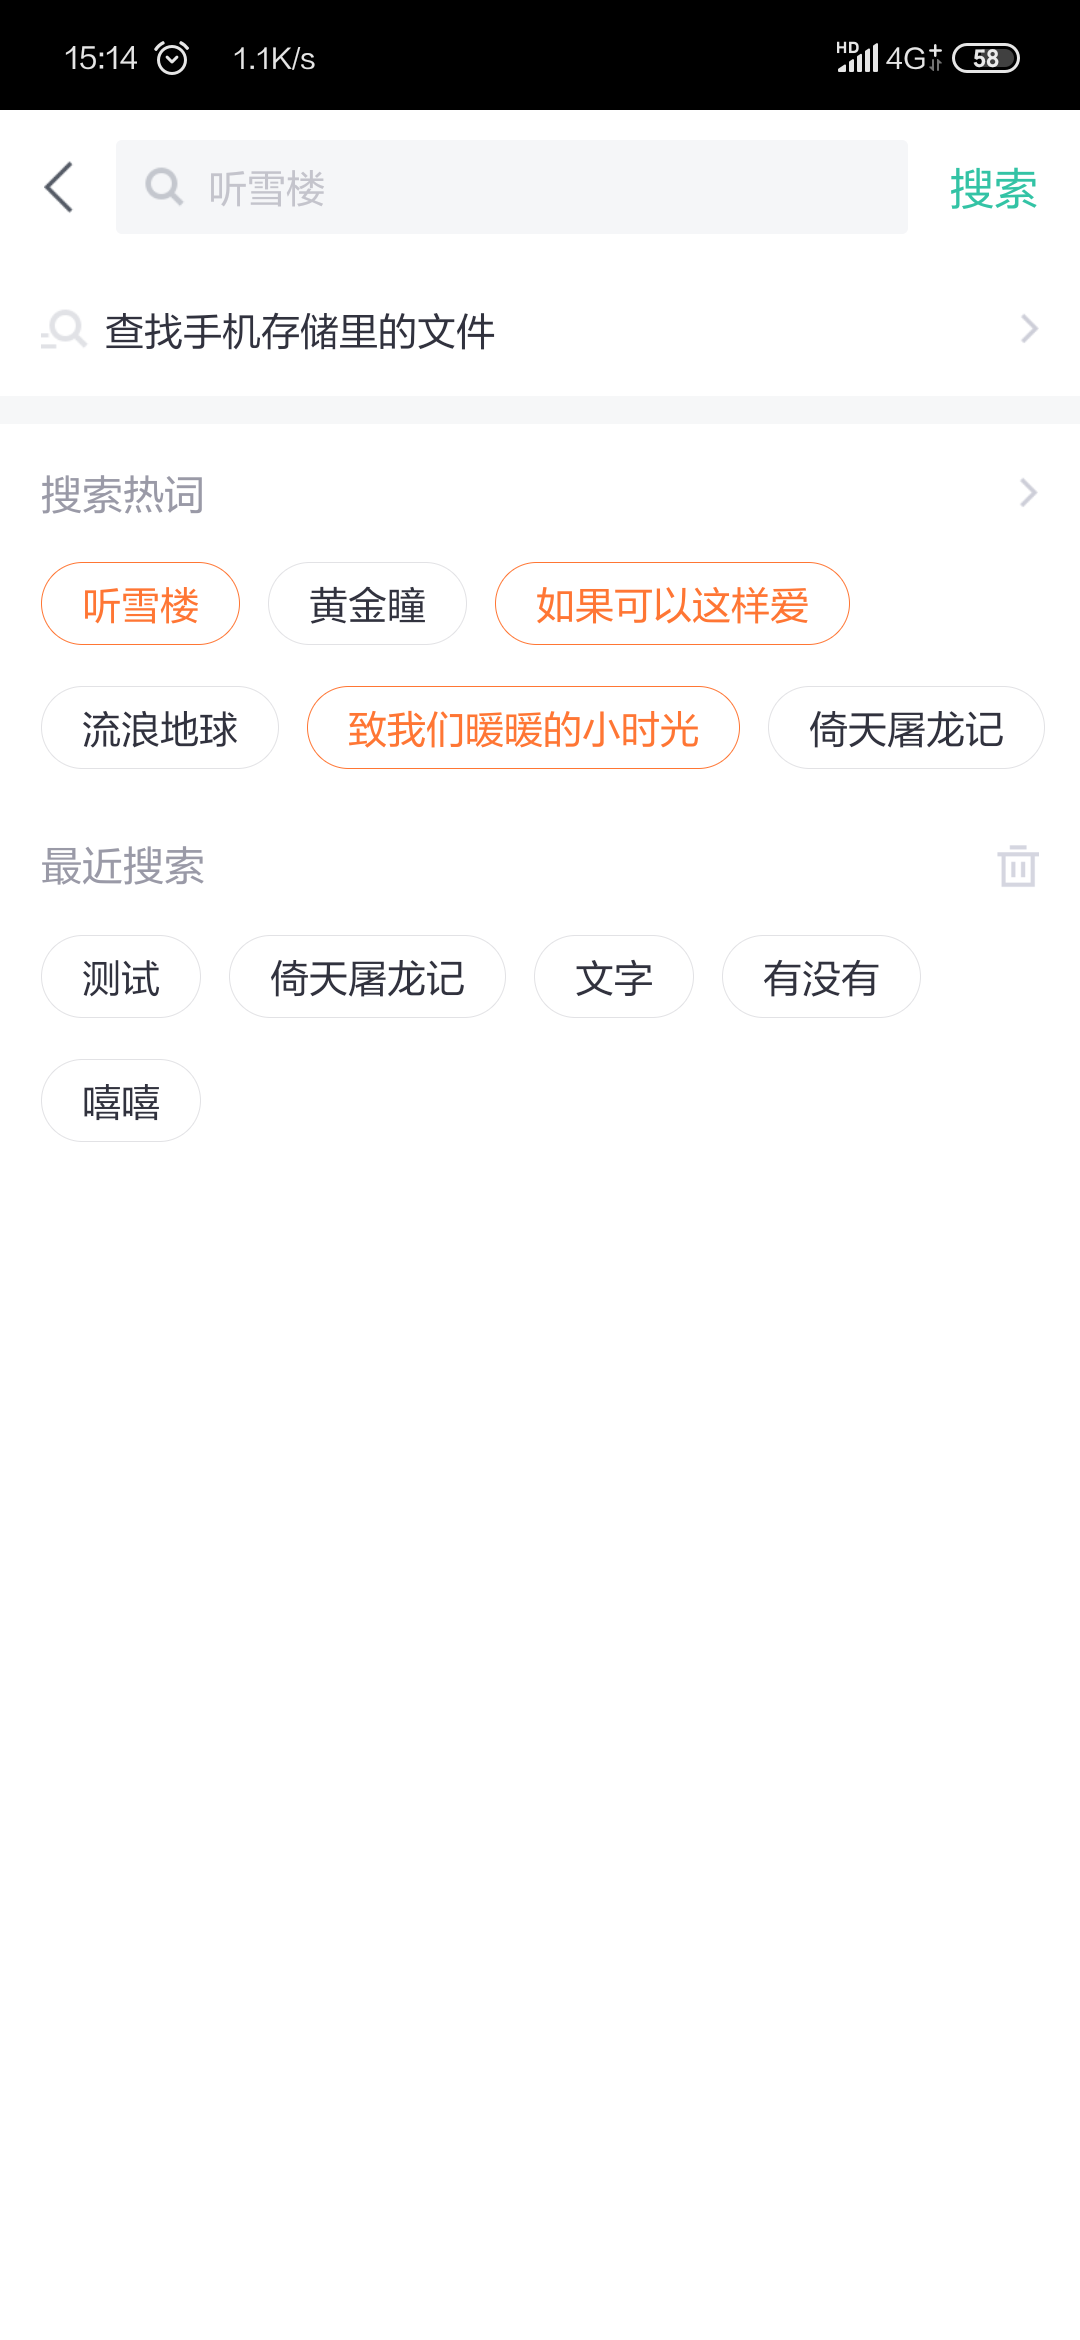 15:14 1.1K/s HD 4G+ 58
听雪楼 搜索
查找手机存储里的文件
搜索热词
听雪楼 黄金瞳 如果可以这样爱
流浪地球 致我们暖暖的小时光 倚天屠龙记
最近搜索
测试 倚天屠龙记 文字 有没有
嘻嘻